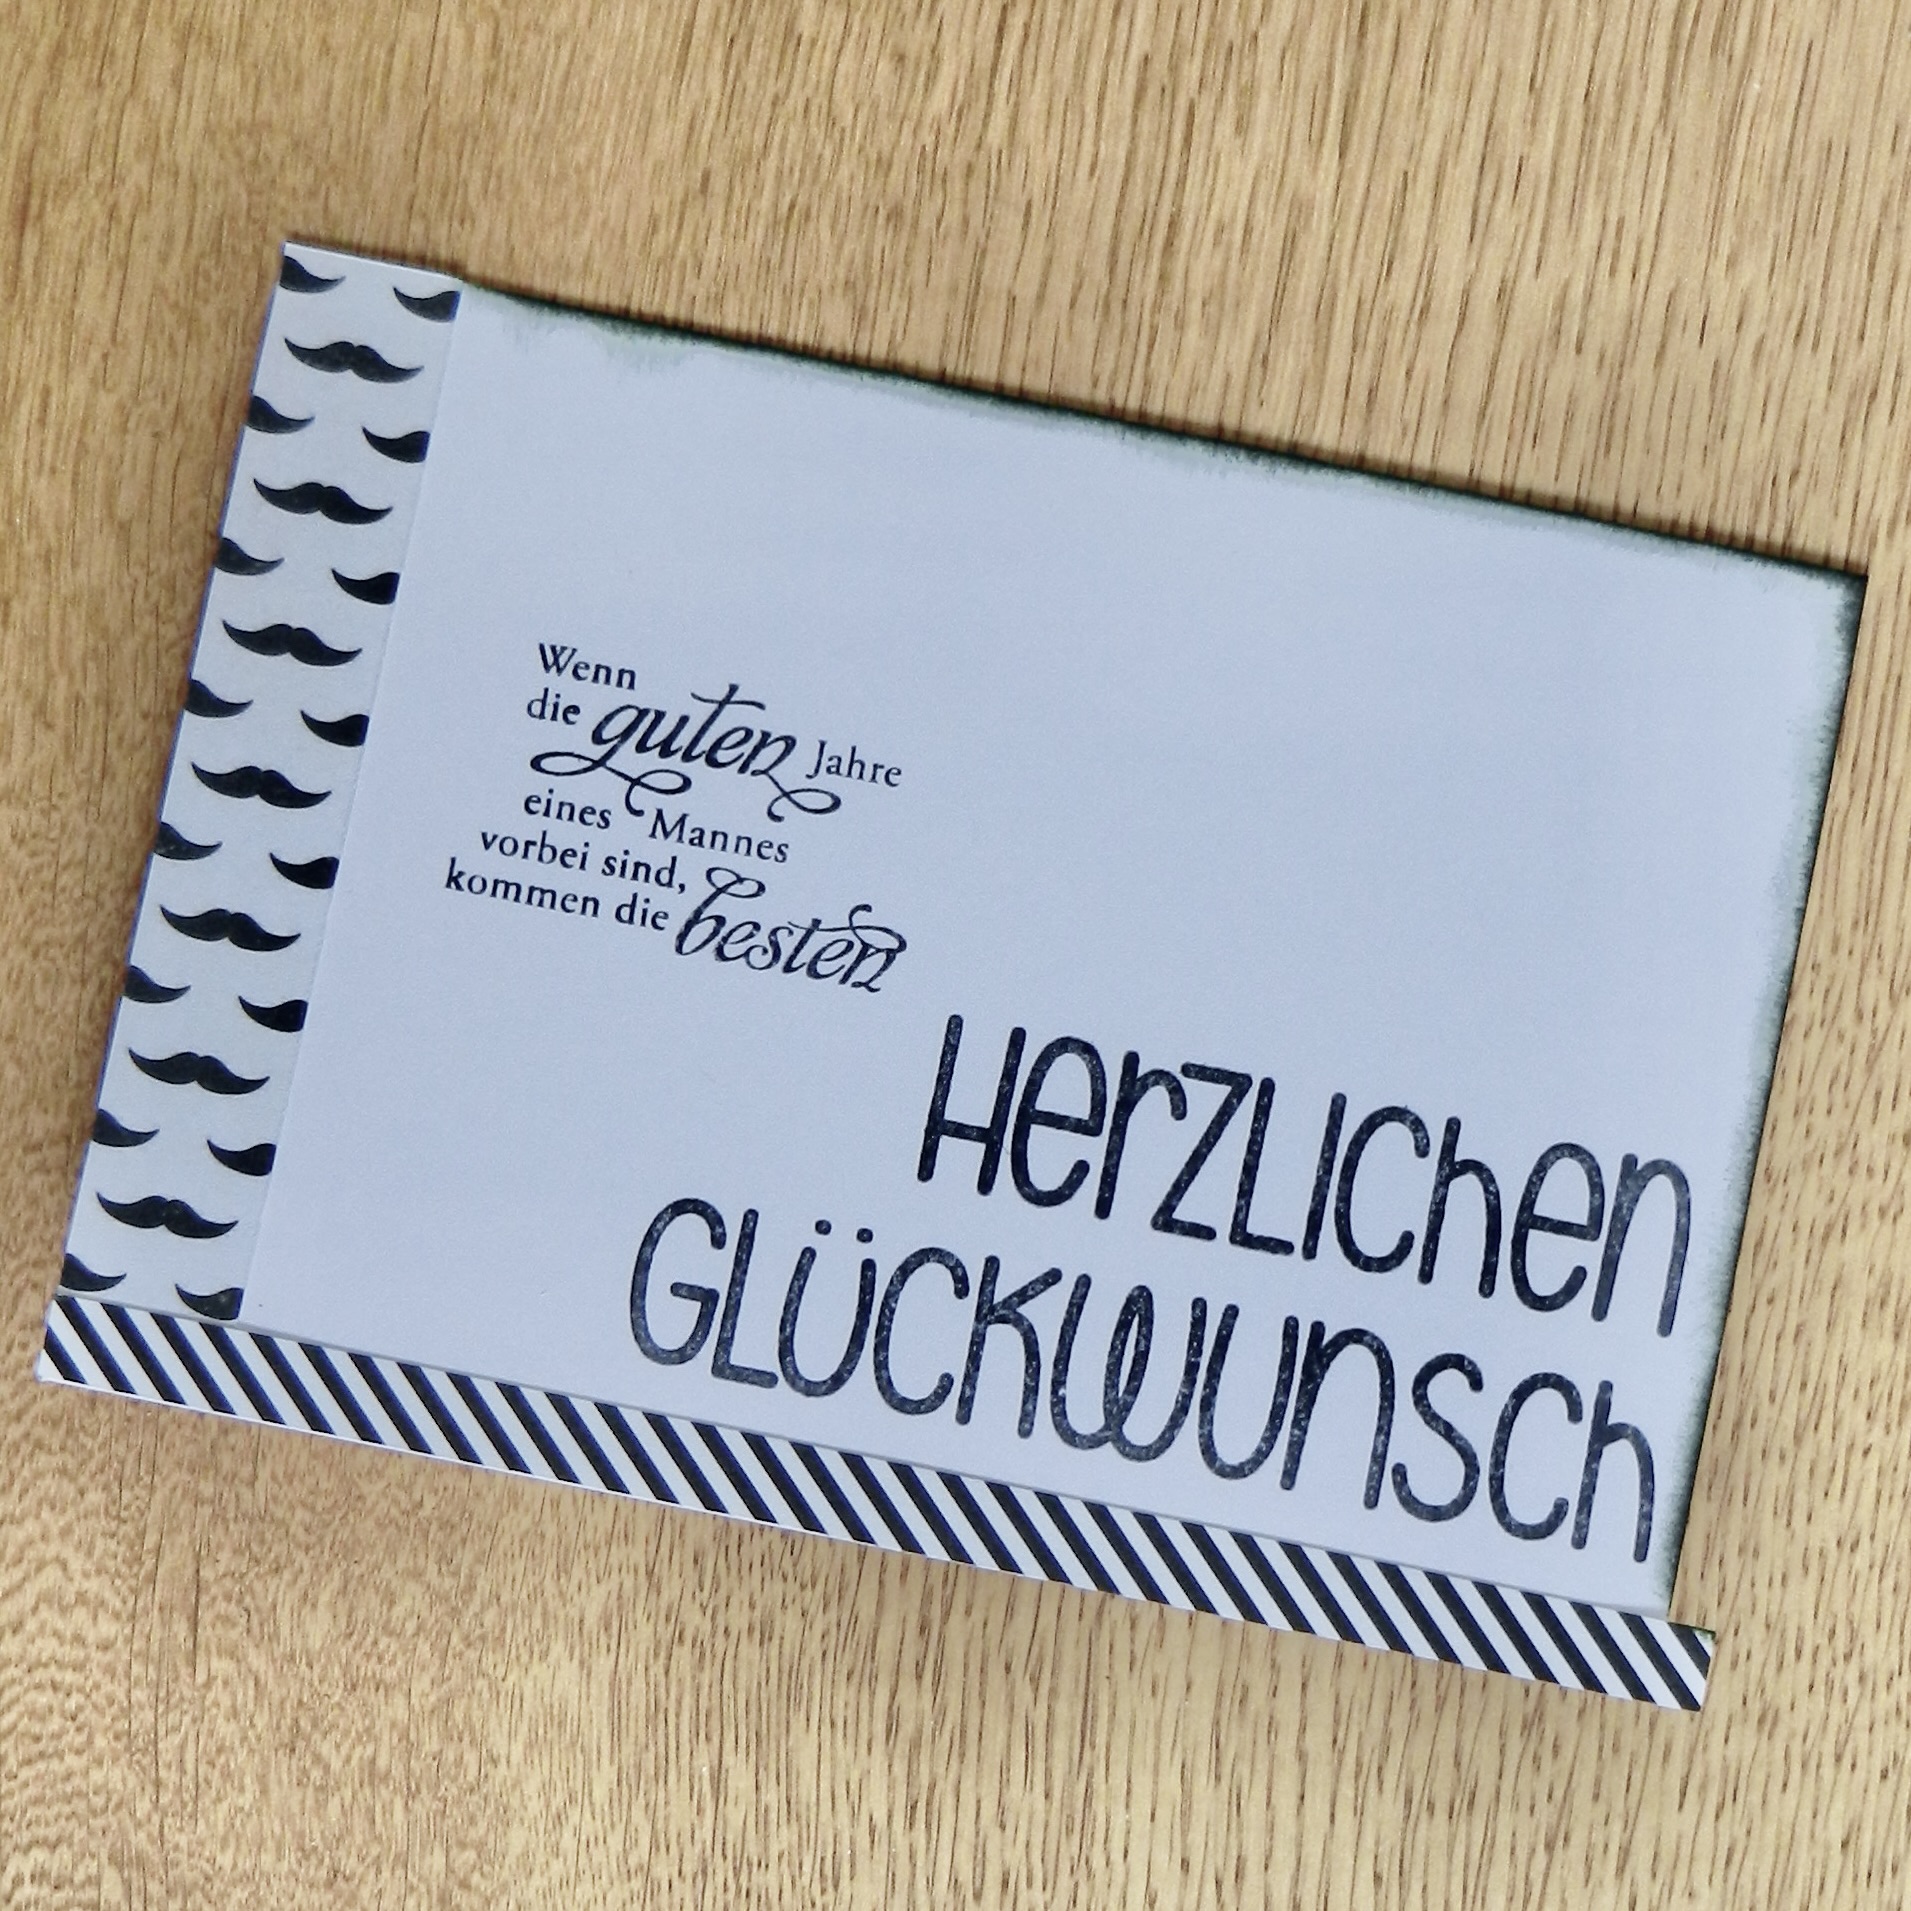 Wenn
die guten Jahre
eines Mannes
vorbei sind,
kommen die besten
Herzlichen
Glückwunsch